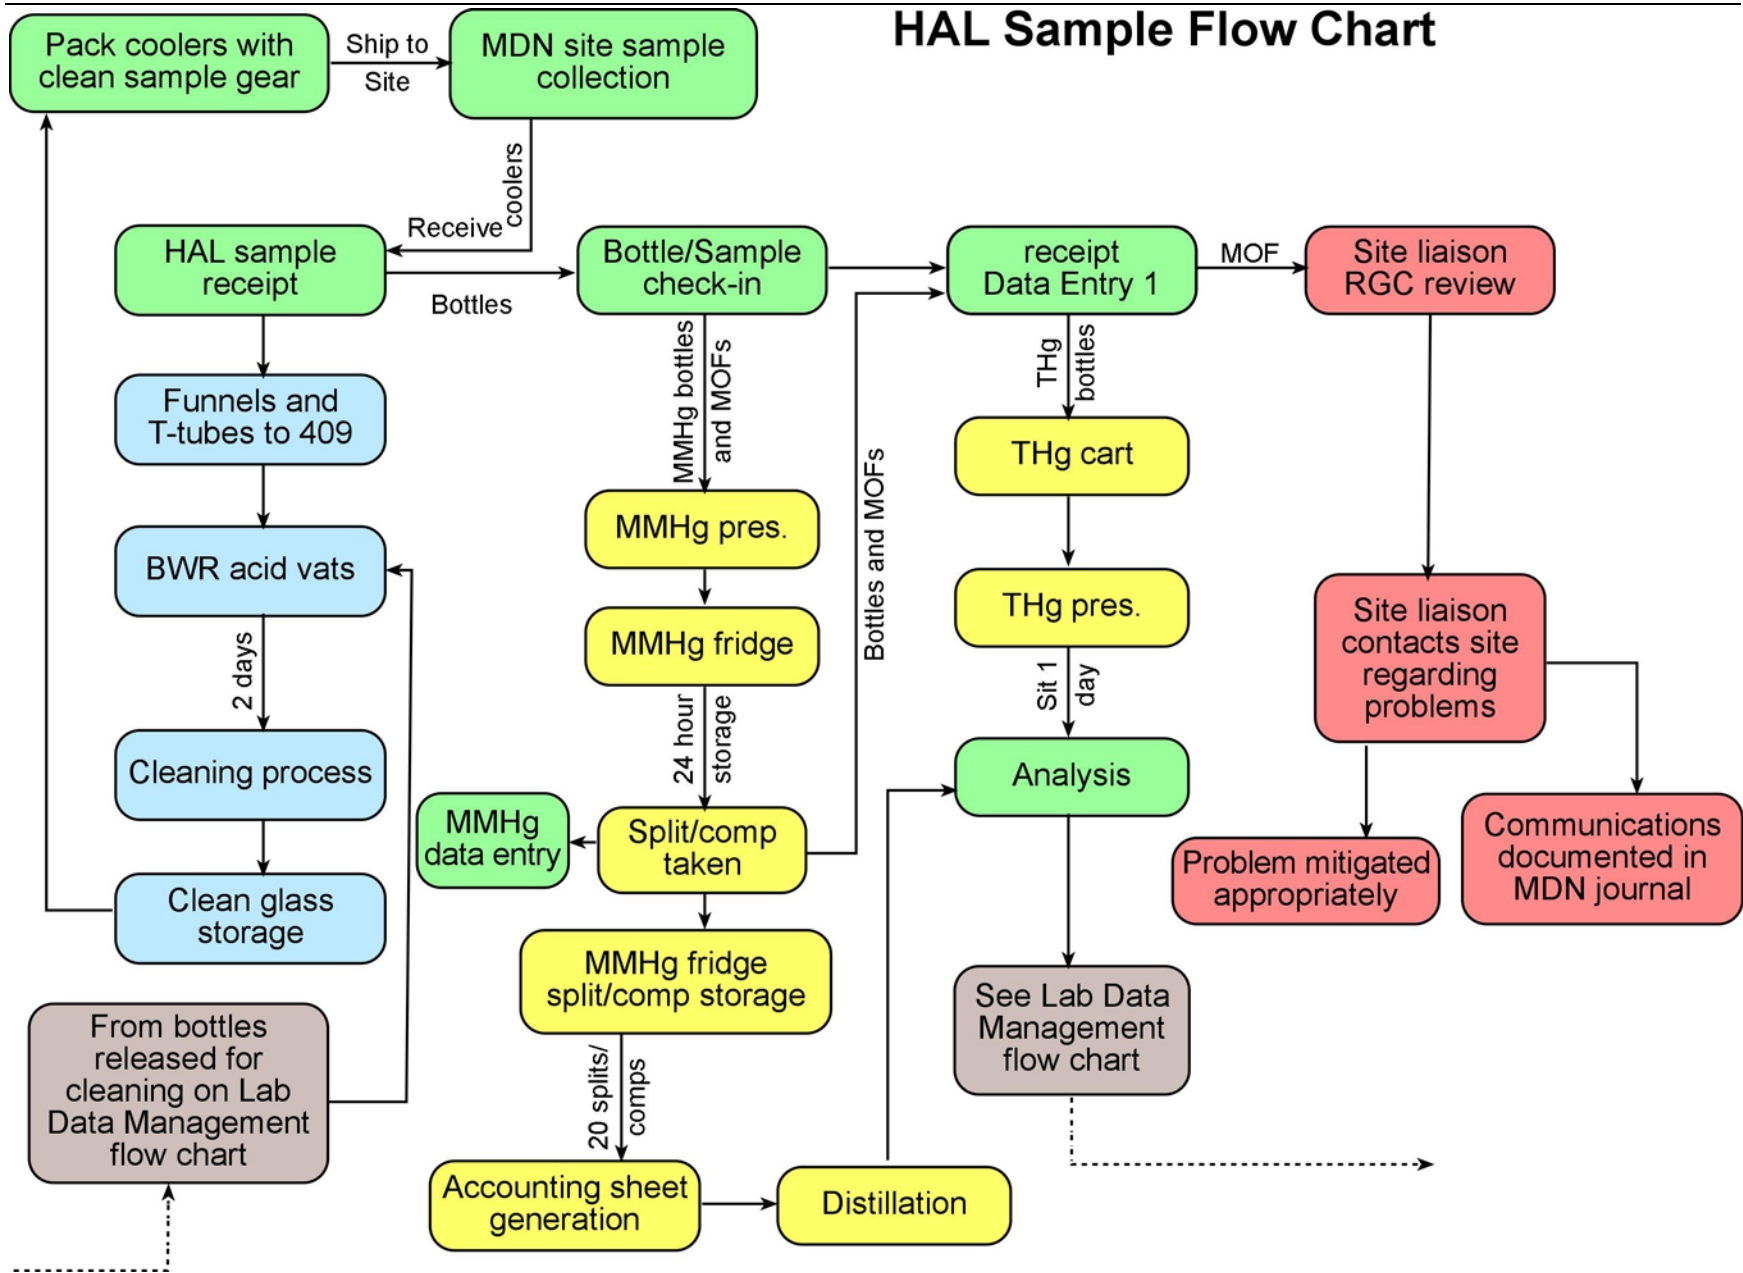 HAL Sample Flow Chart
Pack coolers with
clean sample gear
Ship to
Site
MDN site sample
collection
Receive
coolers
HAL sample
receipt
Bottles
Bottle/Sample
check-in
receipt
Data Entry 1
MOF
Site liaison
RGC review
Funnels and
T-tubes to 409
BWR acid vats
2 days
Cleaning process
Clean glass
storage
From bottles
released for
cleaning on Lab
Data Management
flow chart
MMHg bottles
and MOFs
MMHg pres.
MMHg fridge
24 hour
storage
MMHg
data entry
Split/comp
taken
Bottles and MOFs
MMHg fridge
split/comp storage
20 splits/
comps
Accounting sheet
generation
Distillation
THg
bottles
THg cart
THg pres.
Sit 1
day
Analysis
See Lab Data
Management
flow chart
Site liaison
contacts site
regarding
problems
Problem mitigated
appropriately
Communications
documented in
MDN journal